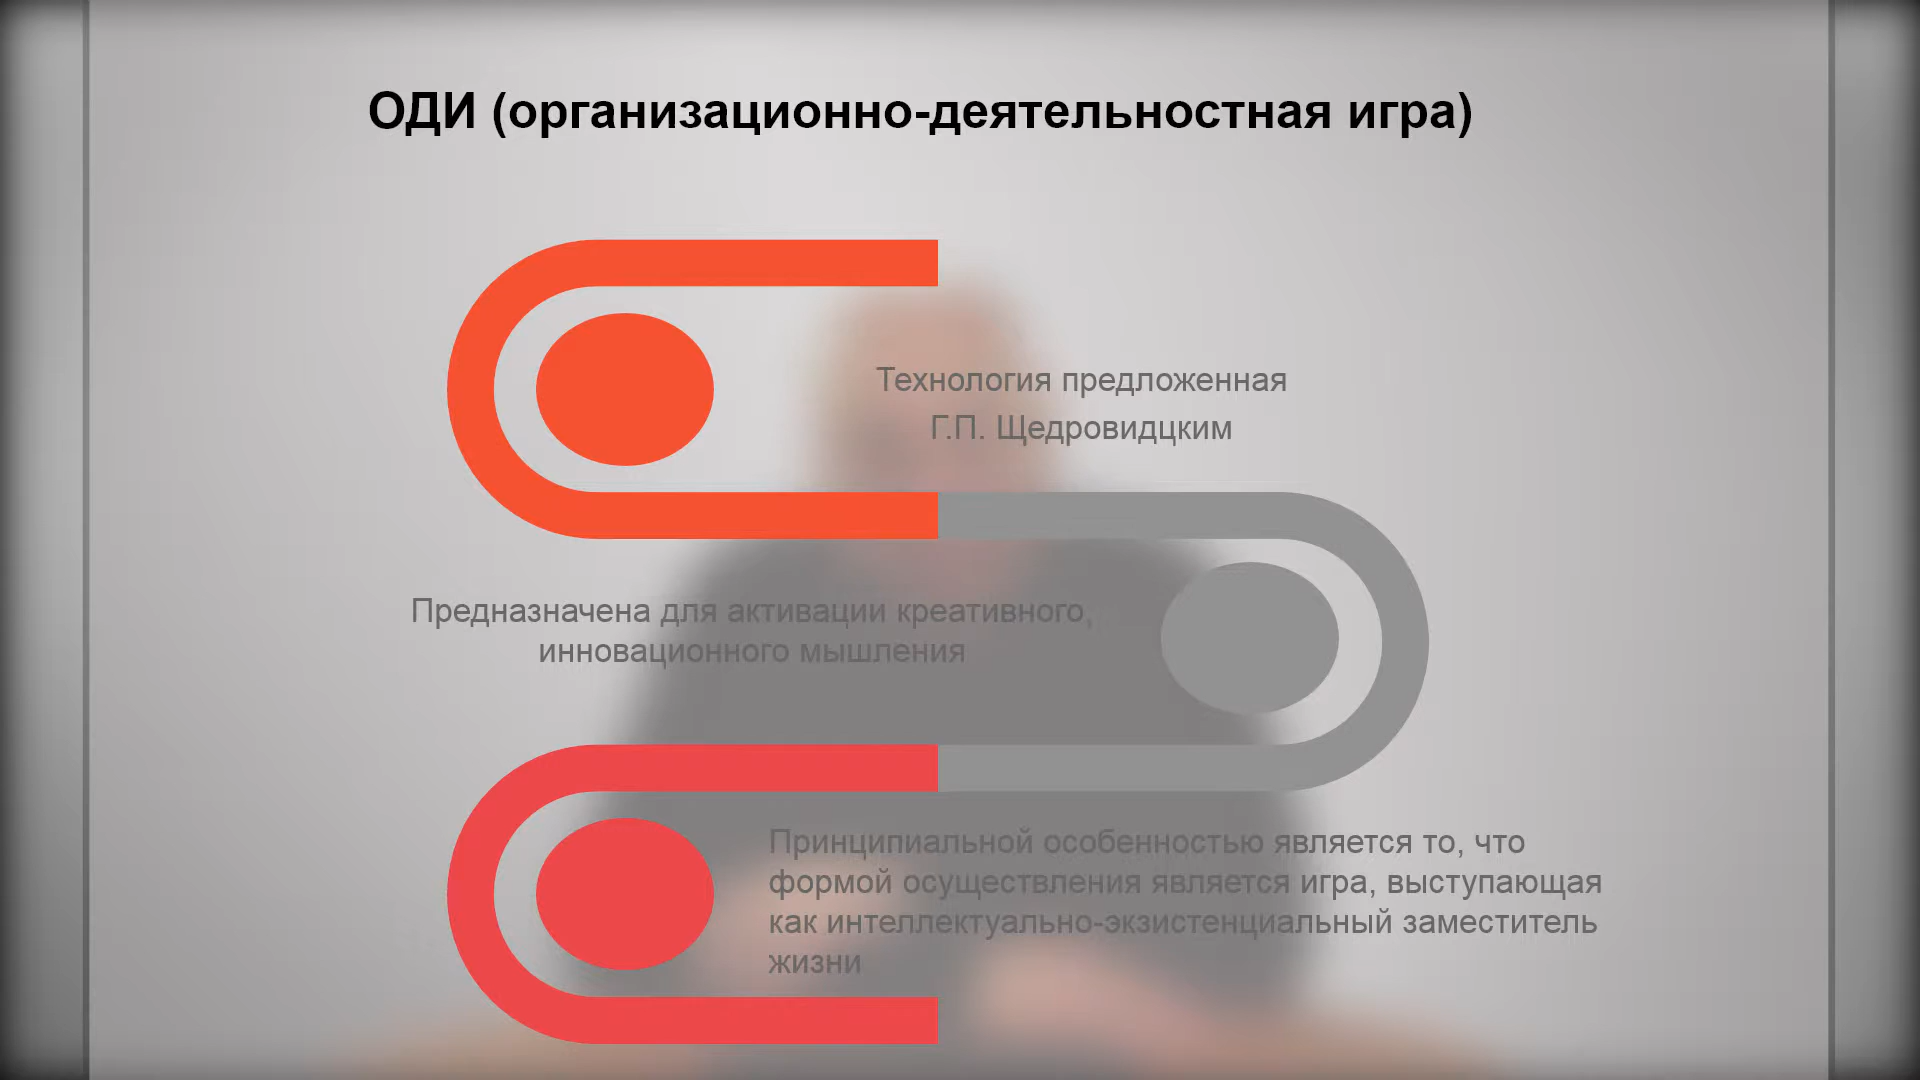 ОДИ (организационно-деятельностная игра)
Технология предложенная
Г.П. Щедровидцким
Предназначена для активации креативного,
инновационного мышления
Принципиальной особенностью является то, что
формой осуществления является игра, выступающая
как интеллектуально-экзистенциальный заместитель
жизни